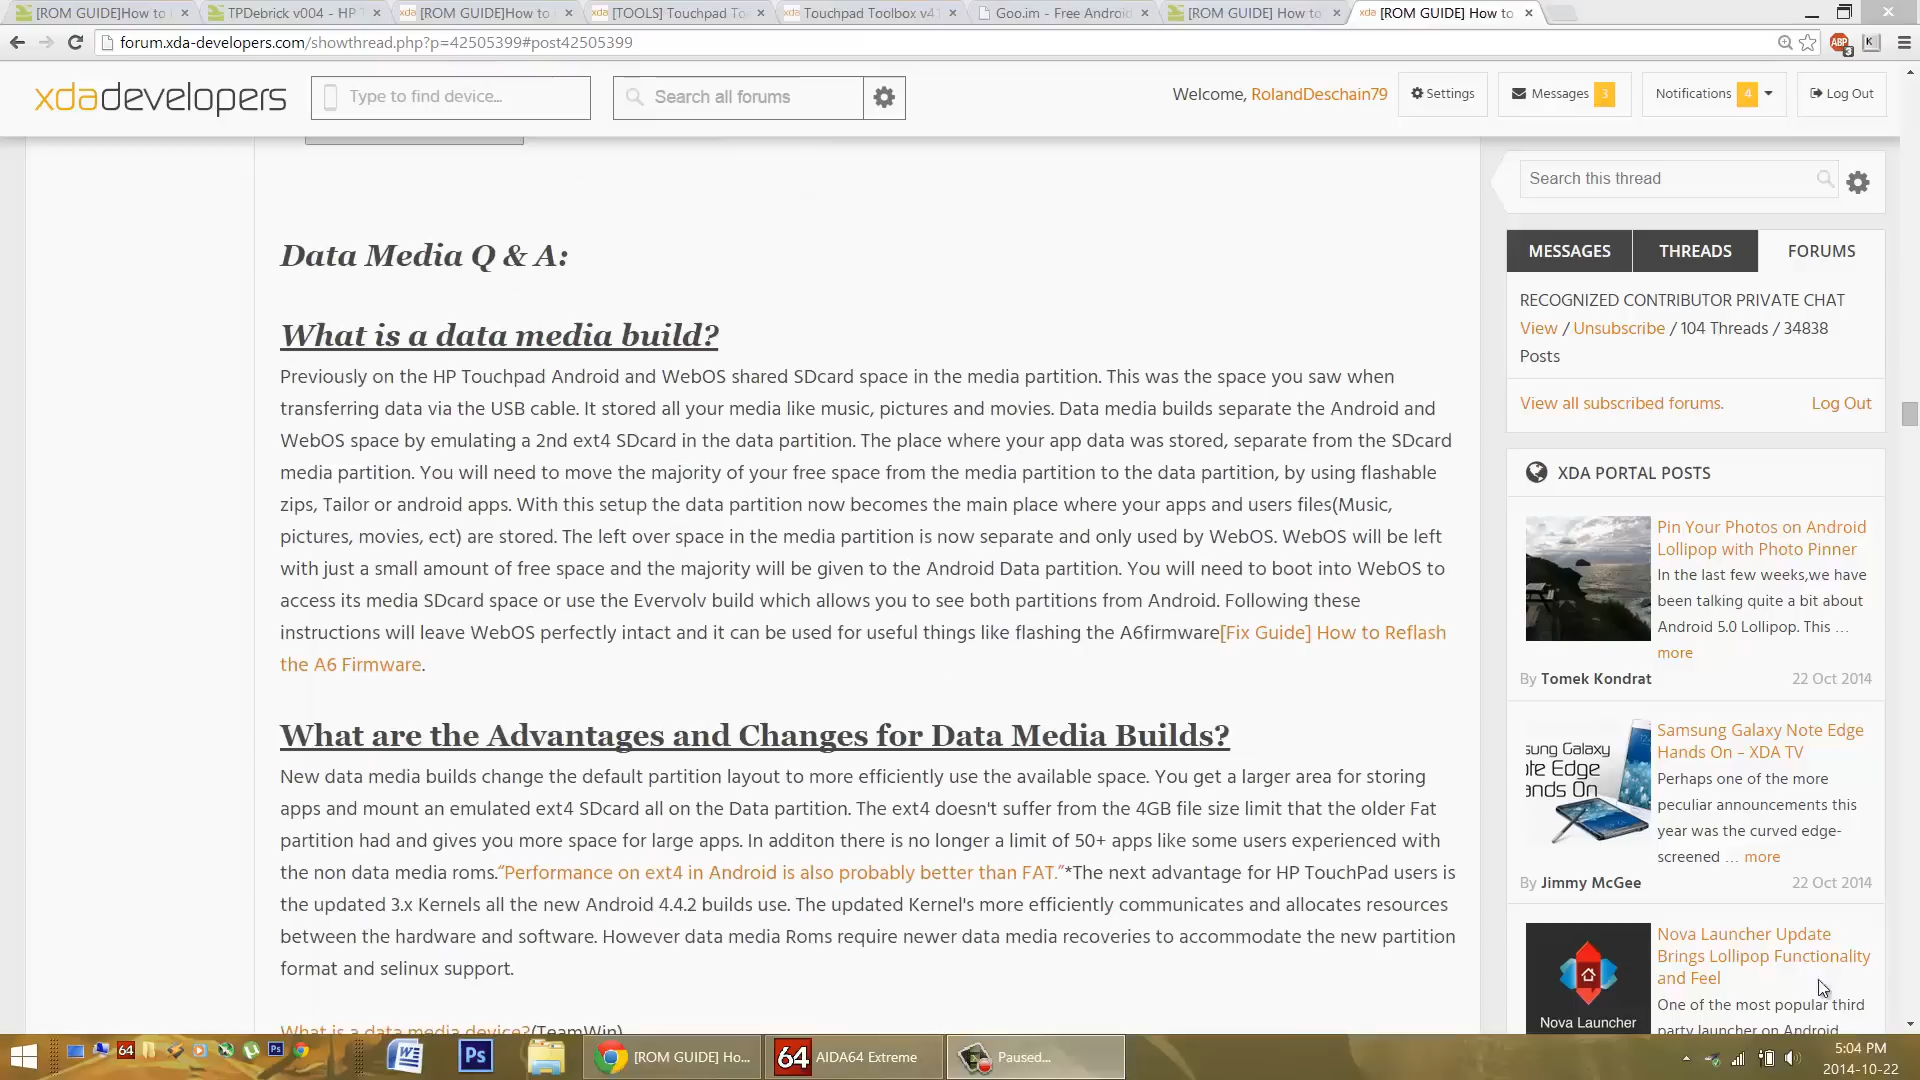 [ROM GUIDE]How to
TPDebrick v004 - HP T
[ROM GUIDE]How to
[TOOLS] Touchpad To
Touchpad Toolbox v4
Goo.im - Free Android
[ROM GUIDE] How to
[ROM GUIDE] How to
forum.xda-developers.com/showthread.php?p=42505399#post42505399
ABP
3
K
xdadevelopers
Type to find device...
Search all forums
Welcome, RolandDeschain79
Settings
Messages 3
Notifications 4
Log Out
Data Media Q & A:
What is a data media build?
Previously on the HP Touchpad Android and WebOS shared SDcard space in the media partition. This was the space you saw when
transferring data via the USB cable. It stored all your media like music, pictures and movies. Data media builds separate the Android and
WebOS space by emulating a 2nd ext4 SDcard in the data partition. The place where your app data was stored, separate from the SDcard
media partition. You will need to move the majority of your free space from the media partition to the data partition, by using flashable
zips, Tailor or android apps. With this setup the data partition now becomes the main place where your apps and users files(Music,
pictures, movies, ect) are stored. The left over space in the media partition is now separate and only used by WebOS. WebOS will be left
with just a small amount of free space and the majority will be given to the Android Data partition. You will need to boot into WebOS to
access its media SDcard space or use the Evervolv build which allows you to see both partitions from Android. Following these
instructions will leave WebOS perfectly intact and it can be used for useful things like flashing the A6firmware[Fix Guide] How to Reflash
the A6 Firmware.
What are the Advantages and Changes for Data Media Builds?
New data media builds change the default partition layout to more efficiently use the available space. You get a larger area for storing
apps and mount an emulated ext4 SDcard all on the Data partition. The ext4 doesn't suffer from the 4GB file size limit that the older Fat
partition had and gives you more space for large apps. In additon there is no longer a limit of 50+ apps like some users experienced with
the non data media roms.“Performance on ext4 in Android is also probably better than FAT.”*The next advantage for HP TouchPad users is
the updated 3.x Kernels all the new Android 4.4.2 builds use. The updated Kernel's more efficiently communicates and allocates resources
between the hardware and software. However data media Roms require newer data media recoveries to accommodate the new partition
format and selinux support.
What is a data media device?(TeamWin)
Search this thread
MESSAGES
THREADS
FORUMS
RECOGNIZED CONTRIBUTOR PRIVATE CHAT
View / Unsubscribe / 104 Threads / 34838
Posts
View all subscribed forums.
Log Out
XDA PORTAL POSTS
Pin Your Photos on Android
Lollipop with Photo Pinner
In the last few weeks,we have
been talking quite a bit about
Android 5.0 Lollipop. This ...
more
By Tomek Kondrat
22 Oct 2014
sung Galaxy
ote Edge
ands On
Samsung Galaxy Note Edge
Hands On – XDA TV
Perhaps one of the more
peculiar announcements this
year was the curved edge-
screened ... more
By Jimmy McGee
22 Oct 2014
Nova Launcher
Nova Launcher Update
Brings Lollipop Functionality
and Feel
One of the most popular third
party launcher on Android
64
Ps
W
Ps
[ROM GUIDE] Ho...
64
AIDA64 Extreme
Paused...
5:04 PM
2014-10-22